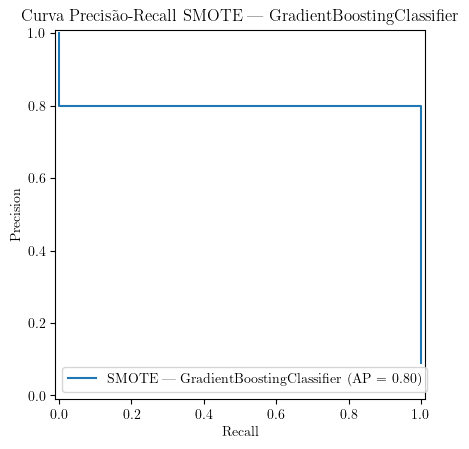 Curva Precisão-Recall SMOTE — GradientBoostingClassifier
1.0
0.8
0.6
0.4
0.2
0.0
Precision
SMOTE — GradientBoostingClassifier (AP = 0.80)
0.0 0.2 0.4 0.6 0.8 1.0
Recall